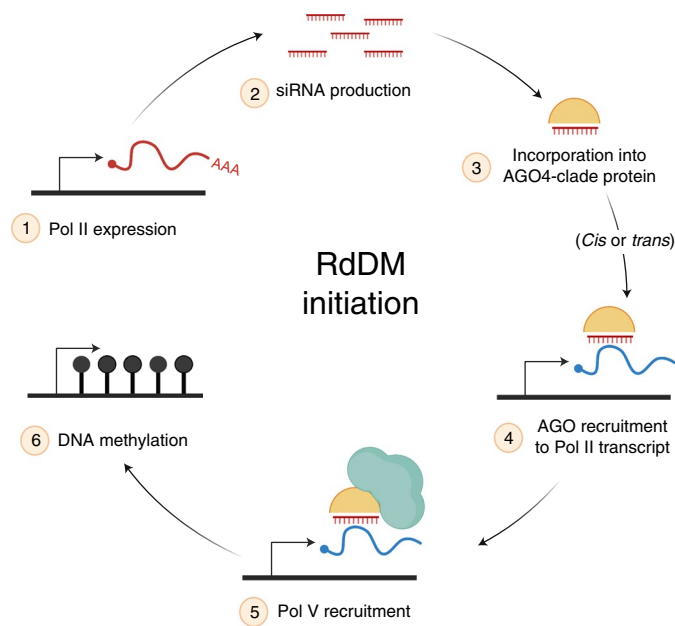 RdDM
initiation
1 Pol II expression
AAA
2 siRNA production
3 Incorporation into
AGO4-clade protein
(Cis or trans)
4 AGO recruitment
to Pol II transcript
5 Pol V recruitment
6 DNA methylation